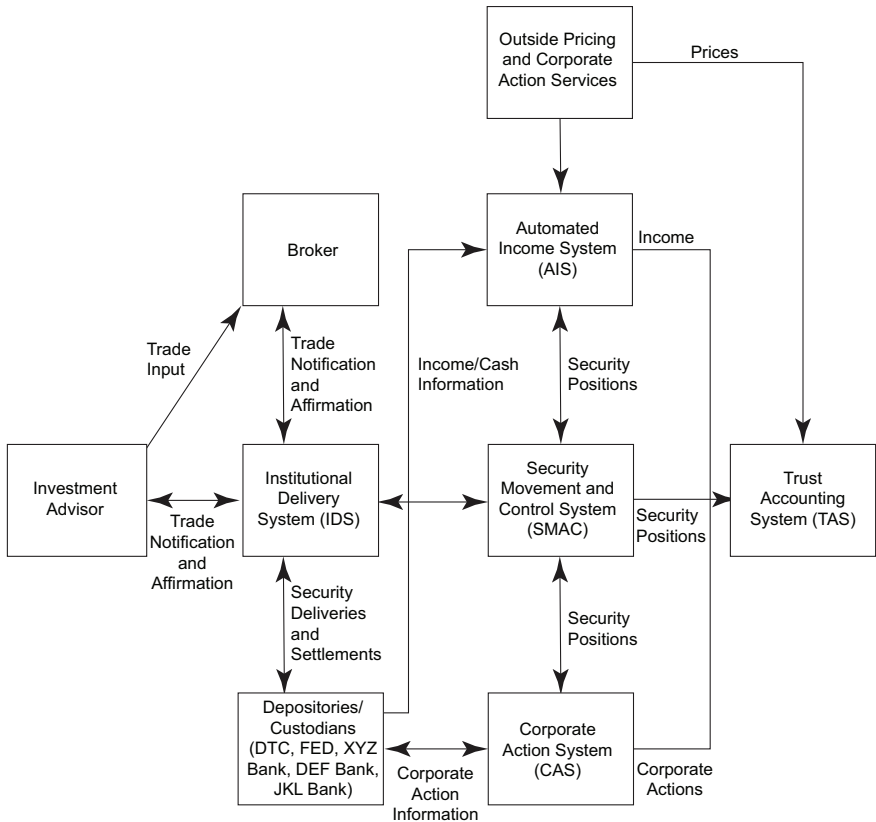 Outside Pricing
and Corporate
Action Services
Prices
Automated
Income System
(AIS)
Income
Broker
Trade
Input
Trade
Notification
and
Affirmation
Income/Cash
Information
Security
Positions
Investment
Advisor
Trade
Notification
and
Affirmation
Institutional
Delivery
System (IDS)
Security
Movement and
Control System
(SMAC)
Security
Positions
Trust
Accounting
System (TAS)
Security
Deliveries
and
Settlements
Security
Positions
Depositories/
Custodians
(DTC, FED, XYZ
Bank, DEF Bank,
JKL Bank)
Corporate
Action
Information
Corporate
Action System
(CAS)
Corporate
Actions